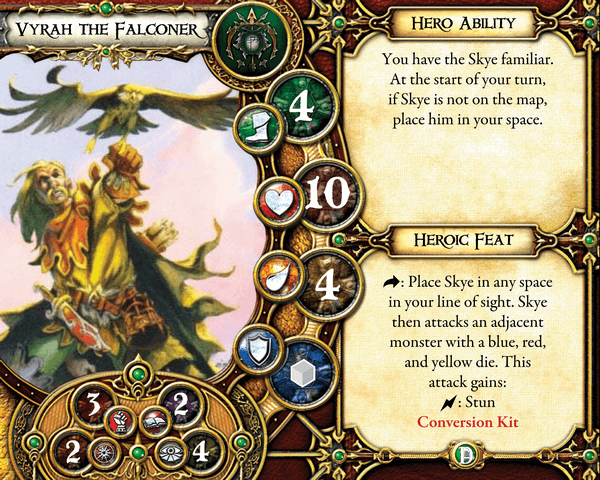 Vyrah the Falconer
4
10
4
3
2
2
4
Hero Ability
You have the Skye familiar.
At the start of your turn,
if Skye is not on the map,
place him in your space.
Heroic Feat
: Place Skye in any space
in your line of sight. Skye
then attacks an adjacent
monster with a blue, red,
and yellow die. This
attack gains:
: Stun
Conversion Kit
D